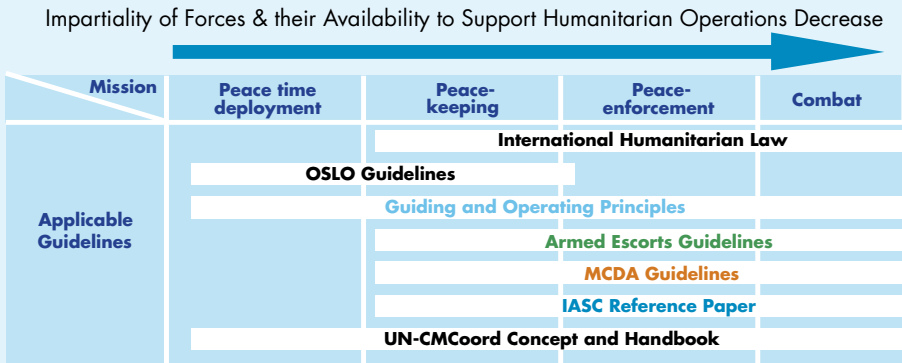 Impartiality of Forces & their Availability to Support Humanitarian Operations Decrease
Mission
Peace time
deployment
Peace-
keeping
Peace-
enforcement
Combat
Applicable
Guidelines
International Humanitarian Law
OSLO Guidelines
Guiding and Operating Principles
Armed Escorts Guidelines
MCDA Guidelines
IASC Reference Paper
UN-CMCoord Concept and Handbook